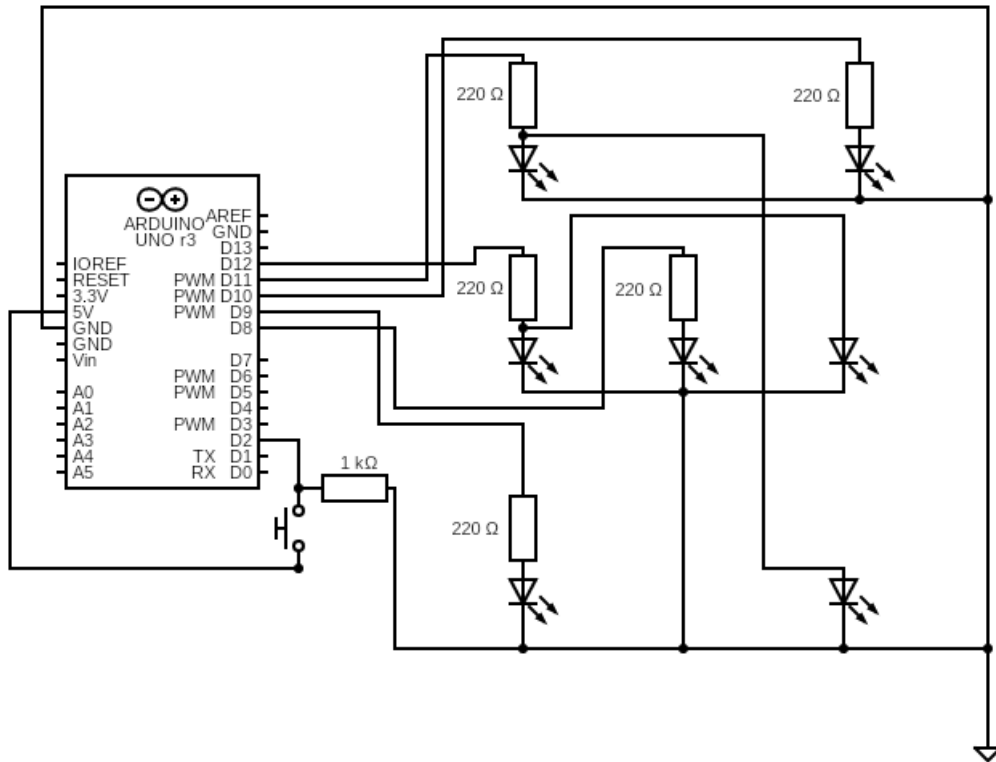 220 Ω
220 Ω
ARDUINO
UNO r3
AREF
GND
D13
IOREF
D12
RESET
PWM D11
3.3V
PWM D10
5V
PWM D9
GND
D8
GND
Vin
D7
PWM D6
A0
PWM D5
A1
D4
A2
PWM D3
A3
D2
A4
TX D1
A5
RX D0
220 Ω
220 Ω
1 kΩ
220 Ω